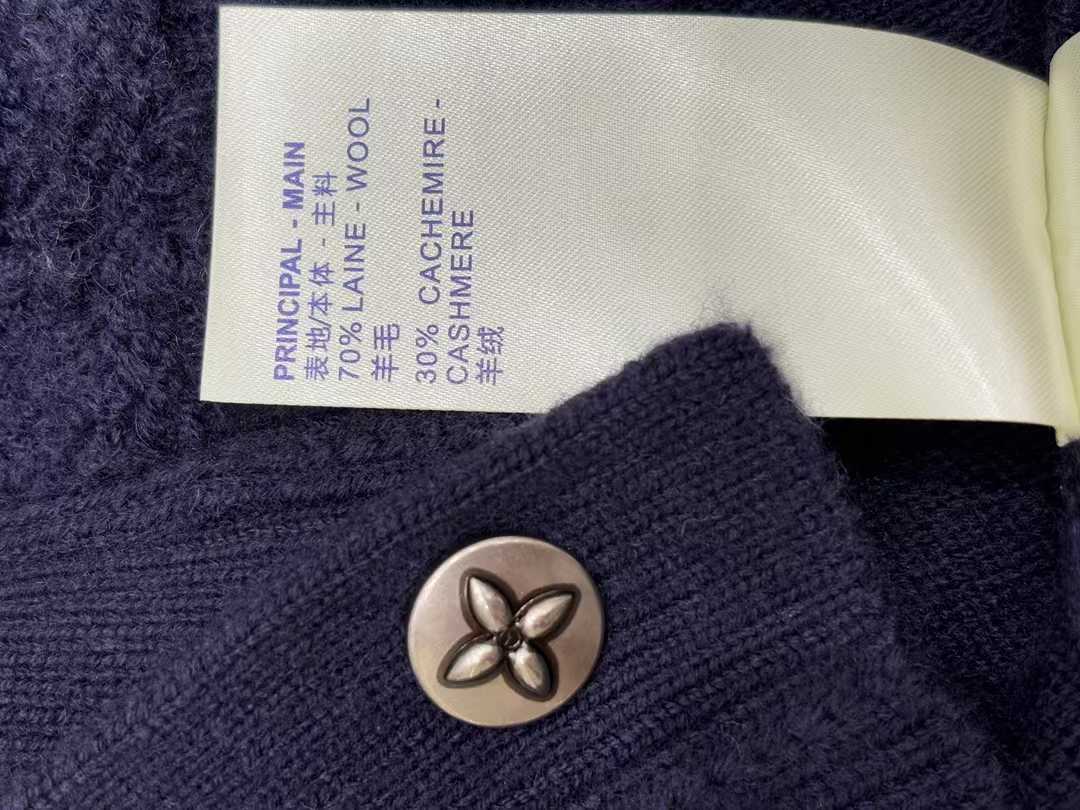 PRINCIPAL - MAIN
表地/本体 - 主料
70% LAINE - WOOL
羊毛
30% CACHEMIRE -
CASHMERE
羊绒